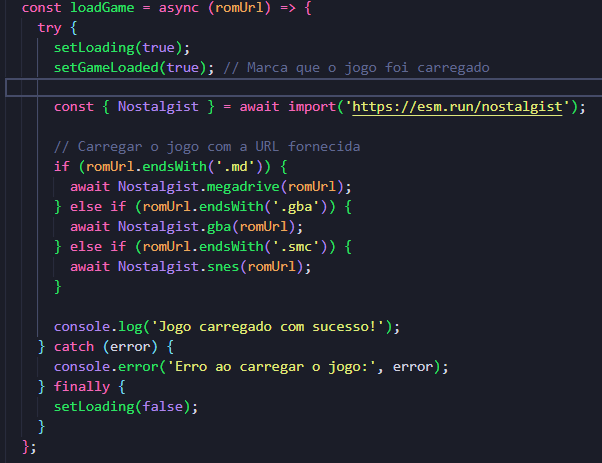 const loadGame = async (romUrl) => {
try {
setLoading(true);
setGameLoaded(true); // Marca que o jogo foi carregado
const { Nostalgist } = await import('https://esm.run/nostalgist');
// Carregar o jogo com a URL fornecida
if (romUrl.endsWith('.md')) {
await Nostalgist.megadrive(romUrl);
} else if (romUrl.endsWith('.gba')) {
await Nostalgist.gba(romUrl);
} else if (romUrl.endsWith('.smc')) {
await Nostalgist.snes(romUrl);
}
console.log('Jogo carregado com sucesso!');
} catch (error) {
console.error('Erro ao carregar o jogo:', error);
} finally {
setLoading(false);
}
};